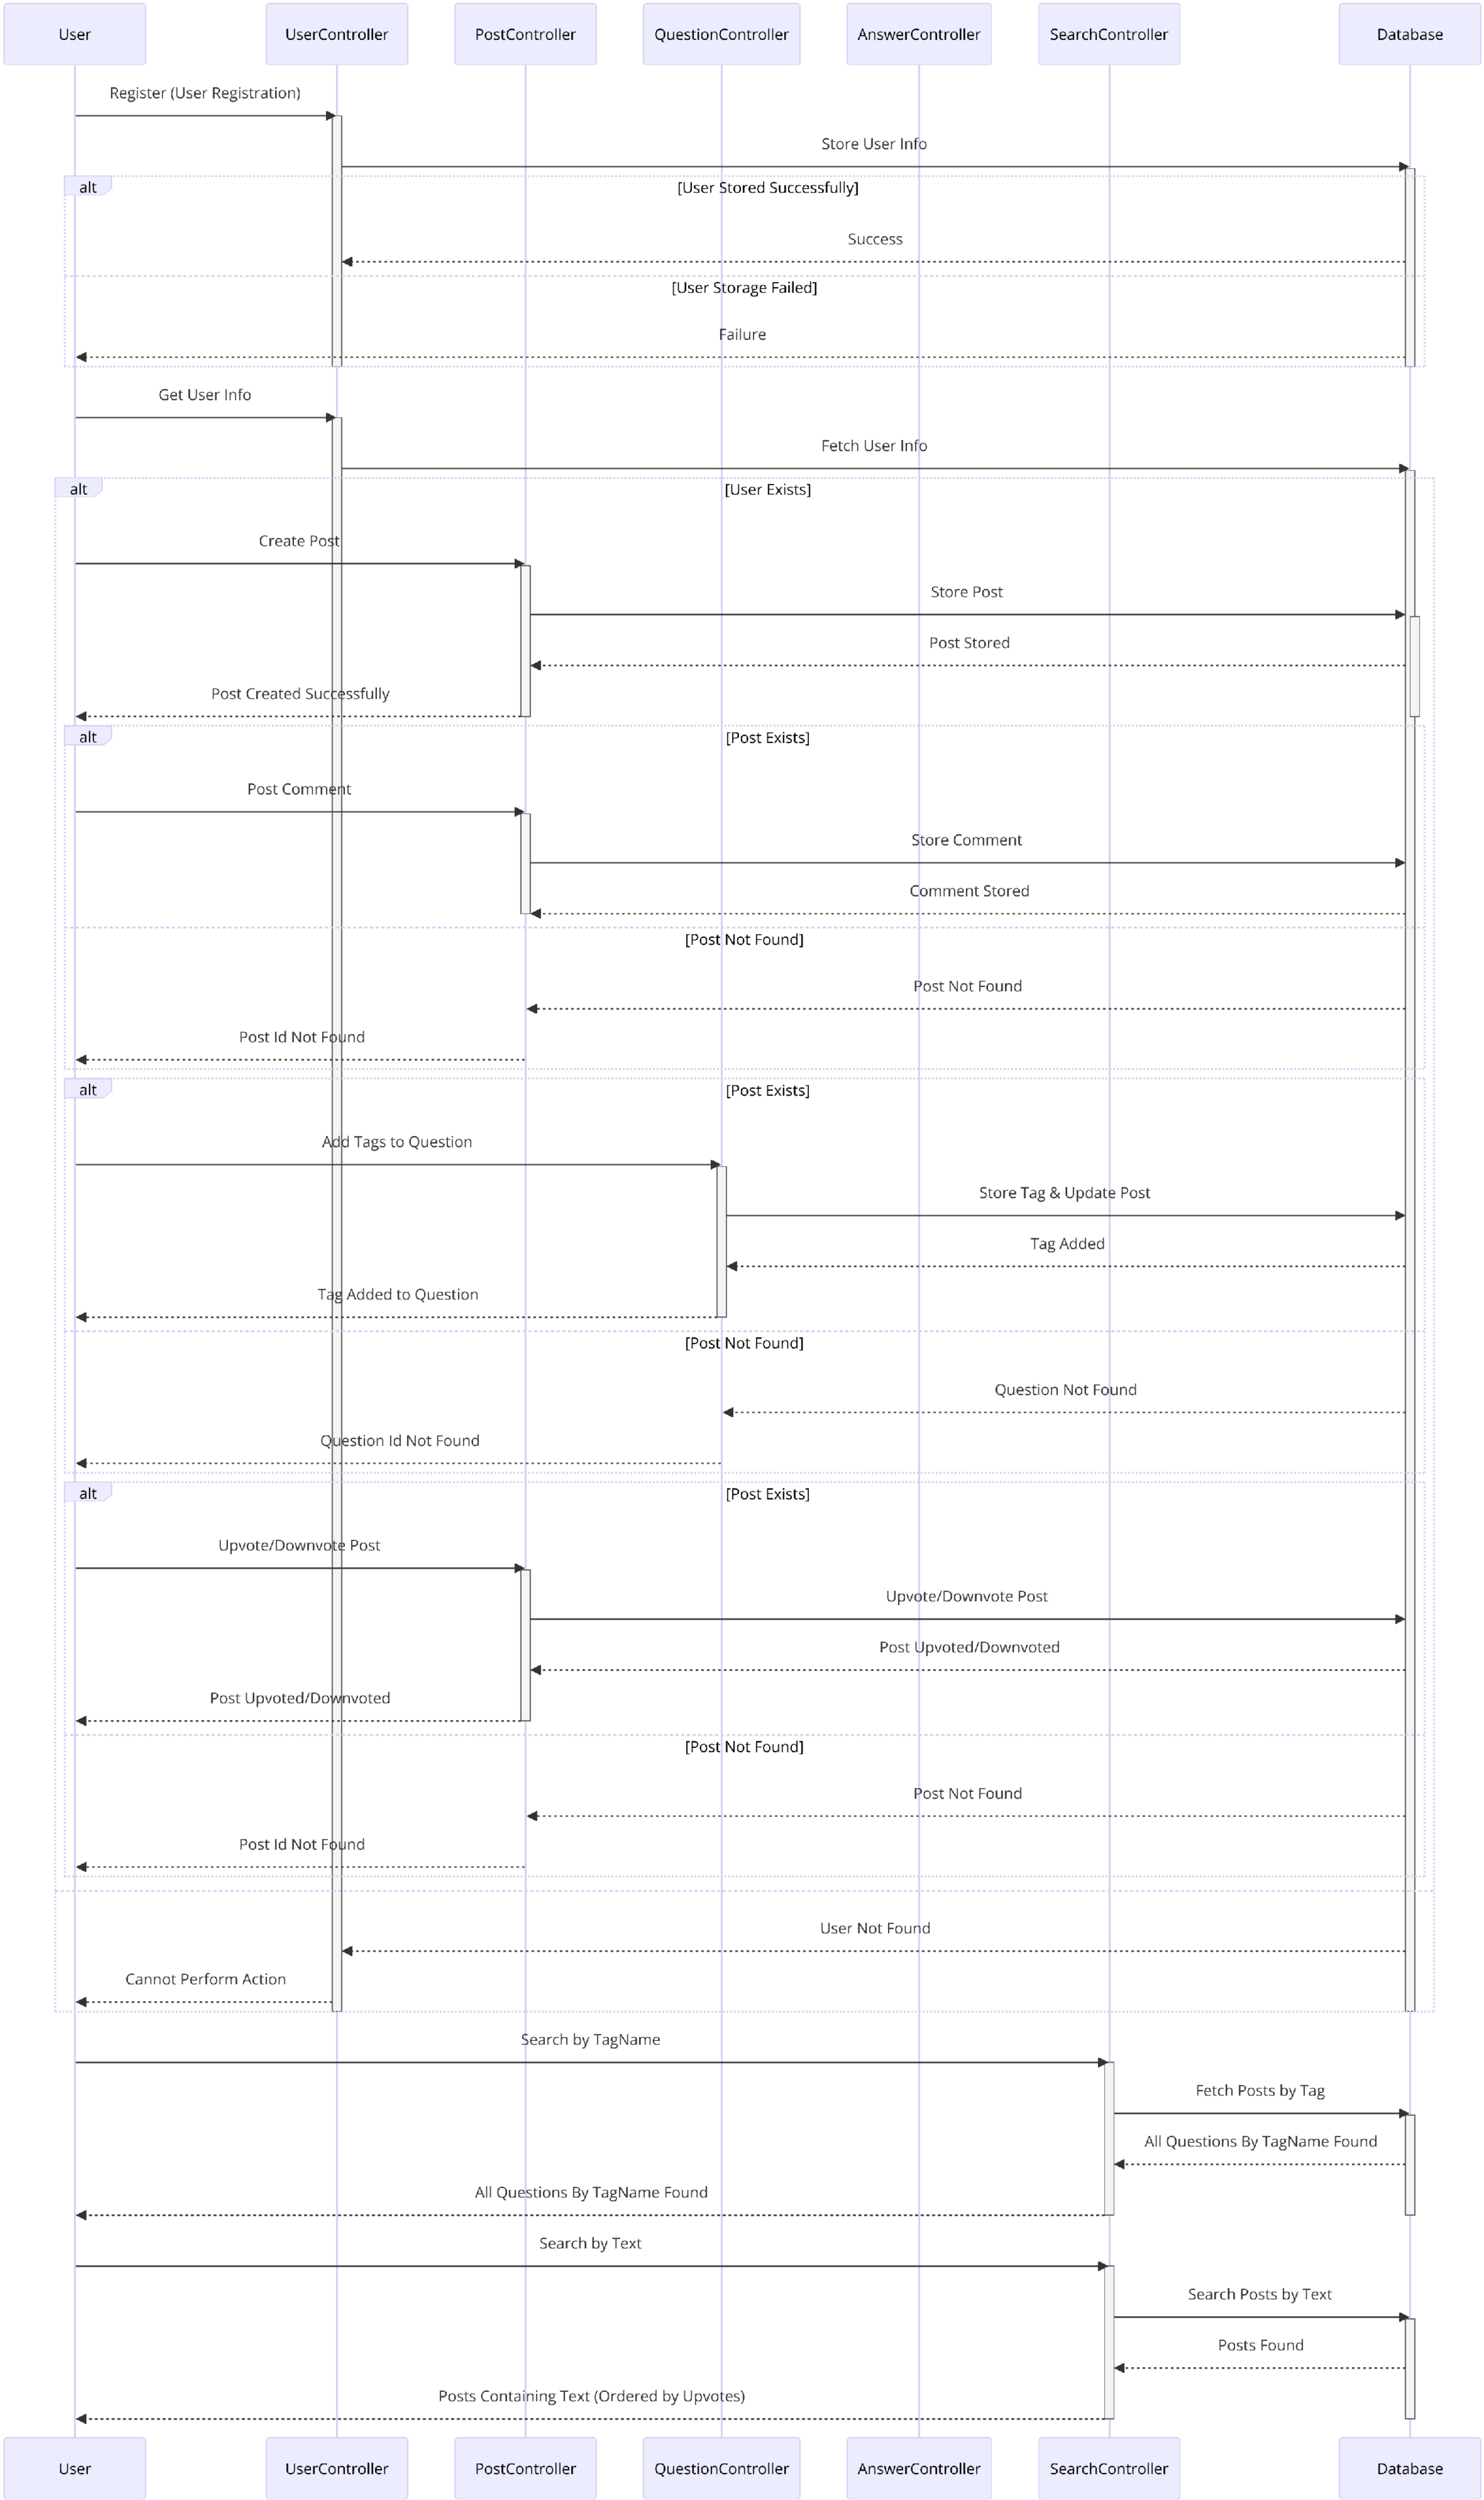 User
UserController
PostController
QuestionController
AnswerController
SearchController
Database
Register (User Registration)
Store User Info
alt
[User Stored Successfully]
Success
[User Storage Failed]
Failure
Get User Info
Fetch User Info
alt
[User Exists]
Create Post
Store Post
Post Stored
Post Created Successfully
alt
[Post Exists]
Post Comment
Store Comment
Comment Stored
[Post Not Found]
Post Not Found
Post Id Not Found
alt
[Post Exists]
Add Tags to Question
Store Tag & Update Post
Tag Added
Tag Added to Question
[Post Not Found]
Question Not Found
Question Id Not Found
alt
[Post Exists]
Upvote/Downvote Post
Upvote/Downvote Post
Post Upvoted/Downvoted
Post Upvoted/Downvoted
[Post Not Found]
Post Not Found
Post Id Not Found
User Not Found
Cannot Perform Action
Search by TagName
Fetch Posts by Tag
All Questions By TagName Found
All Questions By TagName Found
Search by Text
Search Posts by Text
Posts Found
Posts Containing Text (Ordered by Upvotes)
User
UserController
PostController
QuestionController
AnswerController
SearchController
Database